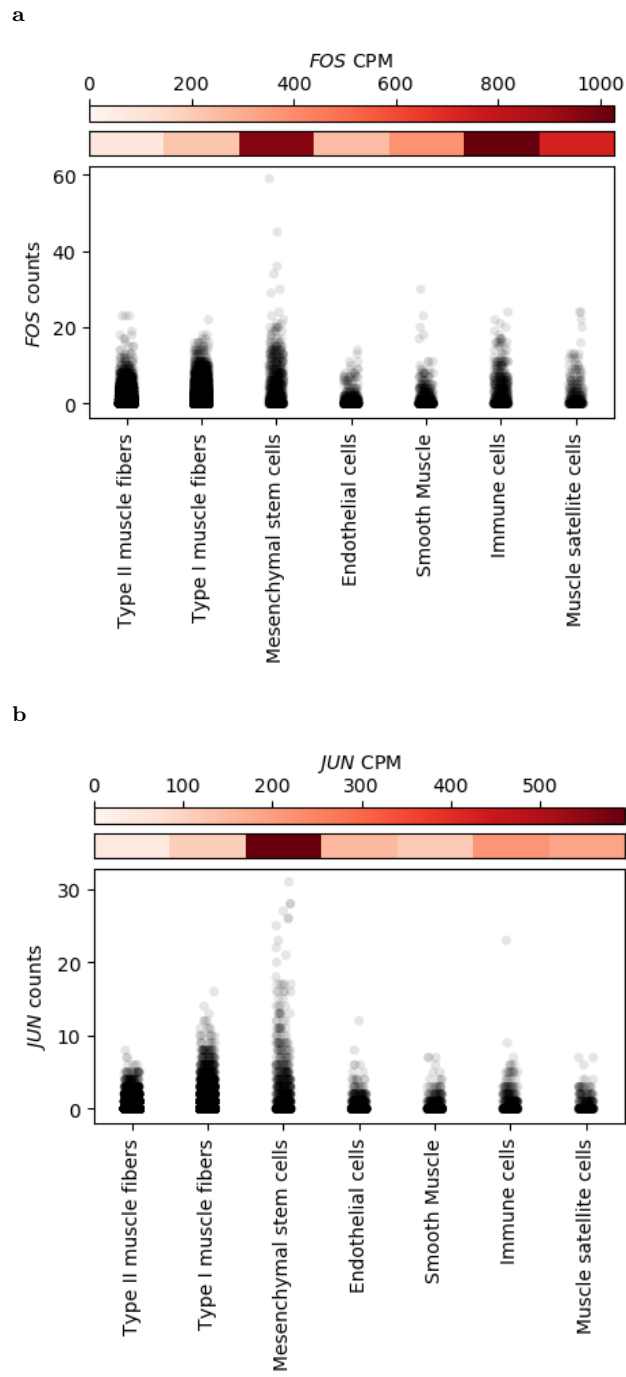 a
FOS CPM
0 200 400 600 800 1000
60
40
20
0
FOS counts
Type II muscle fibers
Type I muscle fibers
Mesenchymal stem cells
Endothelial cells
Smooth Muscle
Immune cells
Muscle satellite cells
b
JUN CPM
0 100 200 300 400 500
30
20
10
0
JUN counts
Type II muscle fibers
Type I muscle fibers
Mesenchymal stem cells
Endothelial cells
Smooth Muscle
Immune cells
Muscle satellite cells